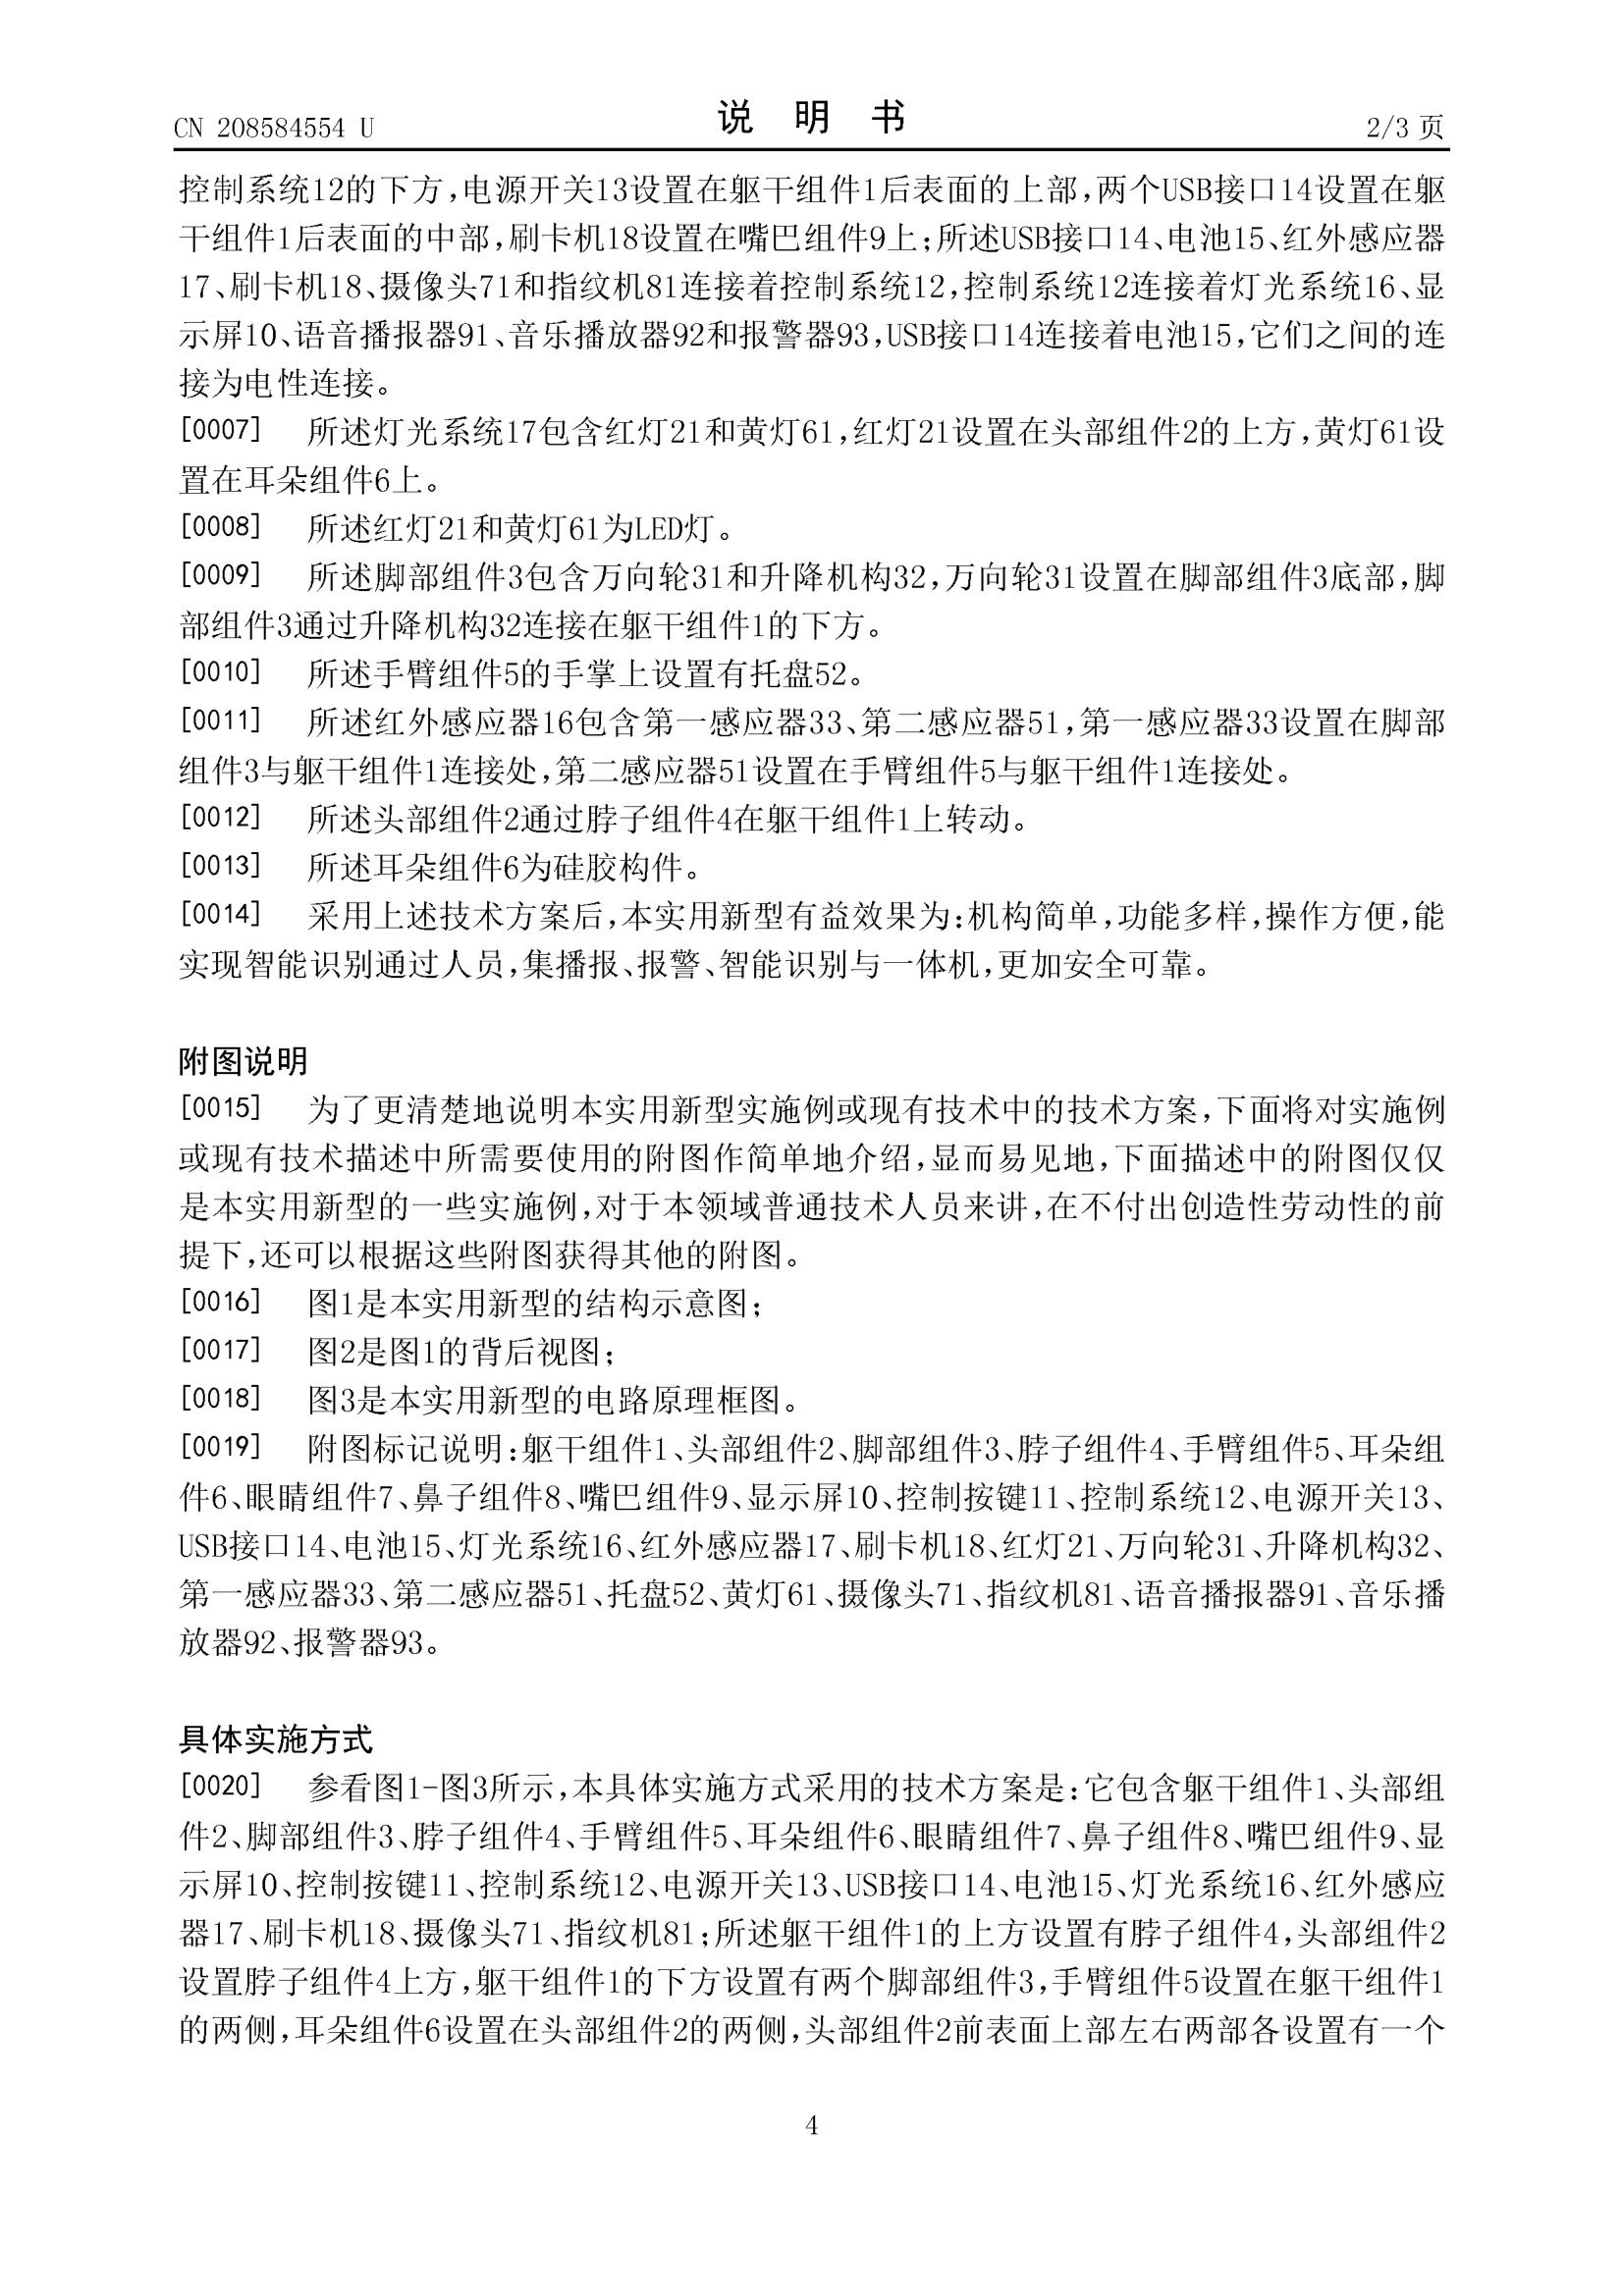 CN 208584554 U
说 明 书
2/3 页
控制系统12的下方,电源开关13设置在躯干组件1后表面的上部,两个USB接口14设置在躯
干组件1后表面的中部,刷卡机18设置在嘴巴组件9上;所述USB接口14、电池15、红外感应器
17、刷卡机18、摄像头71和指纹机81连接着控制系统12,控制系统12连接着灯光系统16、显
示屏10、语音播报器91、音乐播放器92和报警器93,USB接口14连接着电池15,它们之间的连
接为电性连接。
[0007] 所述灯光系统17包含红灯21和黄灯61,红灯21设置在头部组件2的上方,黄灯61设
置在耳朵组件6上。
[0008] 所述红灯21和黄灯61为LED灯。
[0009] 所述脚部组件3包含万向轮31和升降机构32,万向轮31设置在脚部组件3底部,脚
部组件3通过升降机构32连接在躯干组件1的下方。
[0010] 所述手臂组件5的手掌上设置有托盘52。
[0011] 所述红外感应器16包含第一感应器33、第二感应器51,第一感应器33设置在脚部
组件3与躯干组件1连接处,第二感应器51设置在手臂组件5与躯干组件1连接处。
[0012] 所述头部组件2通过脖子组件4在躯干组件1上转动。
[0013] 所述耳朵组件6为硅胶构件。
[0014] 采用上述技术方案后,本实用新型有益效果为:机构简单,功能多样,操作方便,能
实现智能识别通过人员,集播报、报警、智能识别与一体机,更加安全可靠。
附图说明
[0015] 为了更清楚地说明本实用新型实施例或现有技术中的技术方案,下面将对实施例
或现有技术描述中所需要使用的附图作简单地介绍,显而易见地,下面描述中的附图仅仅
是本实用新型的一些实施例,对于本领域普通技术人员来讲,在不付出创造性劳动性的前
提下,还可以根据这些附图获得其他的附图。
[0016] 图1是本实用新型的结构示意图;
[0017] 图2是图1的背后视图;
[0018] 图3是本实用新型的电路原理框图。
[0019] 附图标记说明:躯干组件1、头部组件2、脚部组件3、脖子组件4、手臂组件5、耳朵组
件6、眼睛组件7、鼻子组件8、嘴巴组件9、显示屏10、控制按键11、控制系统12、电源开关13、
USB接口14、电池15、灯光系统16、红外感应器17、刷卡机18、红灯21、万向轮31、升降机构32、
第一感应器33、第二感应器51、托盘52、黄灯61、摄像头71、指纹机81、语音播报器91、音乐播
放器92、报警器93。
具体实施方式
[0020] 参看图1-图3所示,本具体实施方式采用的技术方案是:它包含躯干组件1、头部组
件2、脚部组件3、脖子组件4、手臂组件5、耳朵组件6、眼睛组件7、鼻子组件8、嘴巴组件9、显
示屏10、控制按键11、控制系统12、电源开关13、USB接口14、电池15、灯光系统16、红外感应
器17、刷卡机18、摄像头71、指纹机81;所述躯干组件1的上方设置有脖子组件4,头部组件2
设置脖子组件4上方,躯干组件1的下方设置有两个脚部组件3,手臂组件5设置在躯干组件1
的两侧,耳朵组件6设置在头部组件2的两侧,头部组件2前表面上部左右两部各设置有一个
4